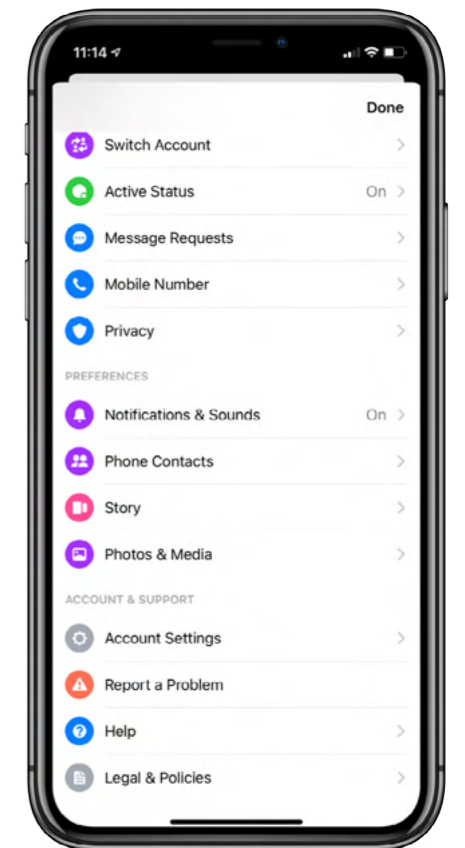 11:14
Done
Switch Account
Active Status On
Message Requests
Mobile Number
Privacy
PREFERENCES
Notifications & Sounds On
Phone Contacts
Story
Photos & Media
ACCOUNT & SUPPORT
Account Settings
Report a Problem
Help
Legal & Policies